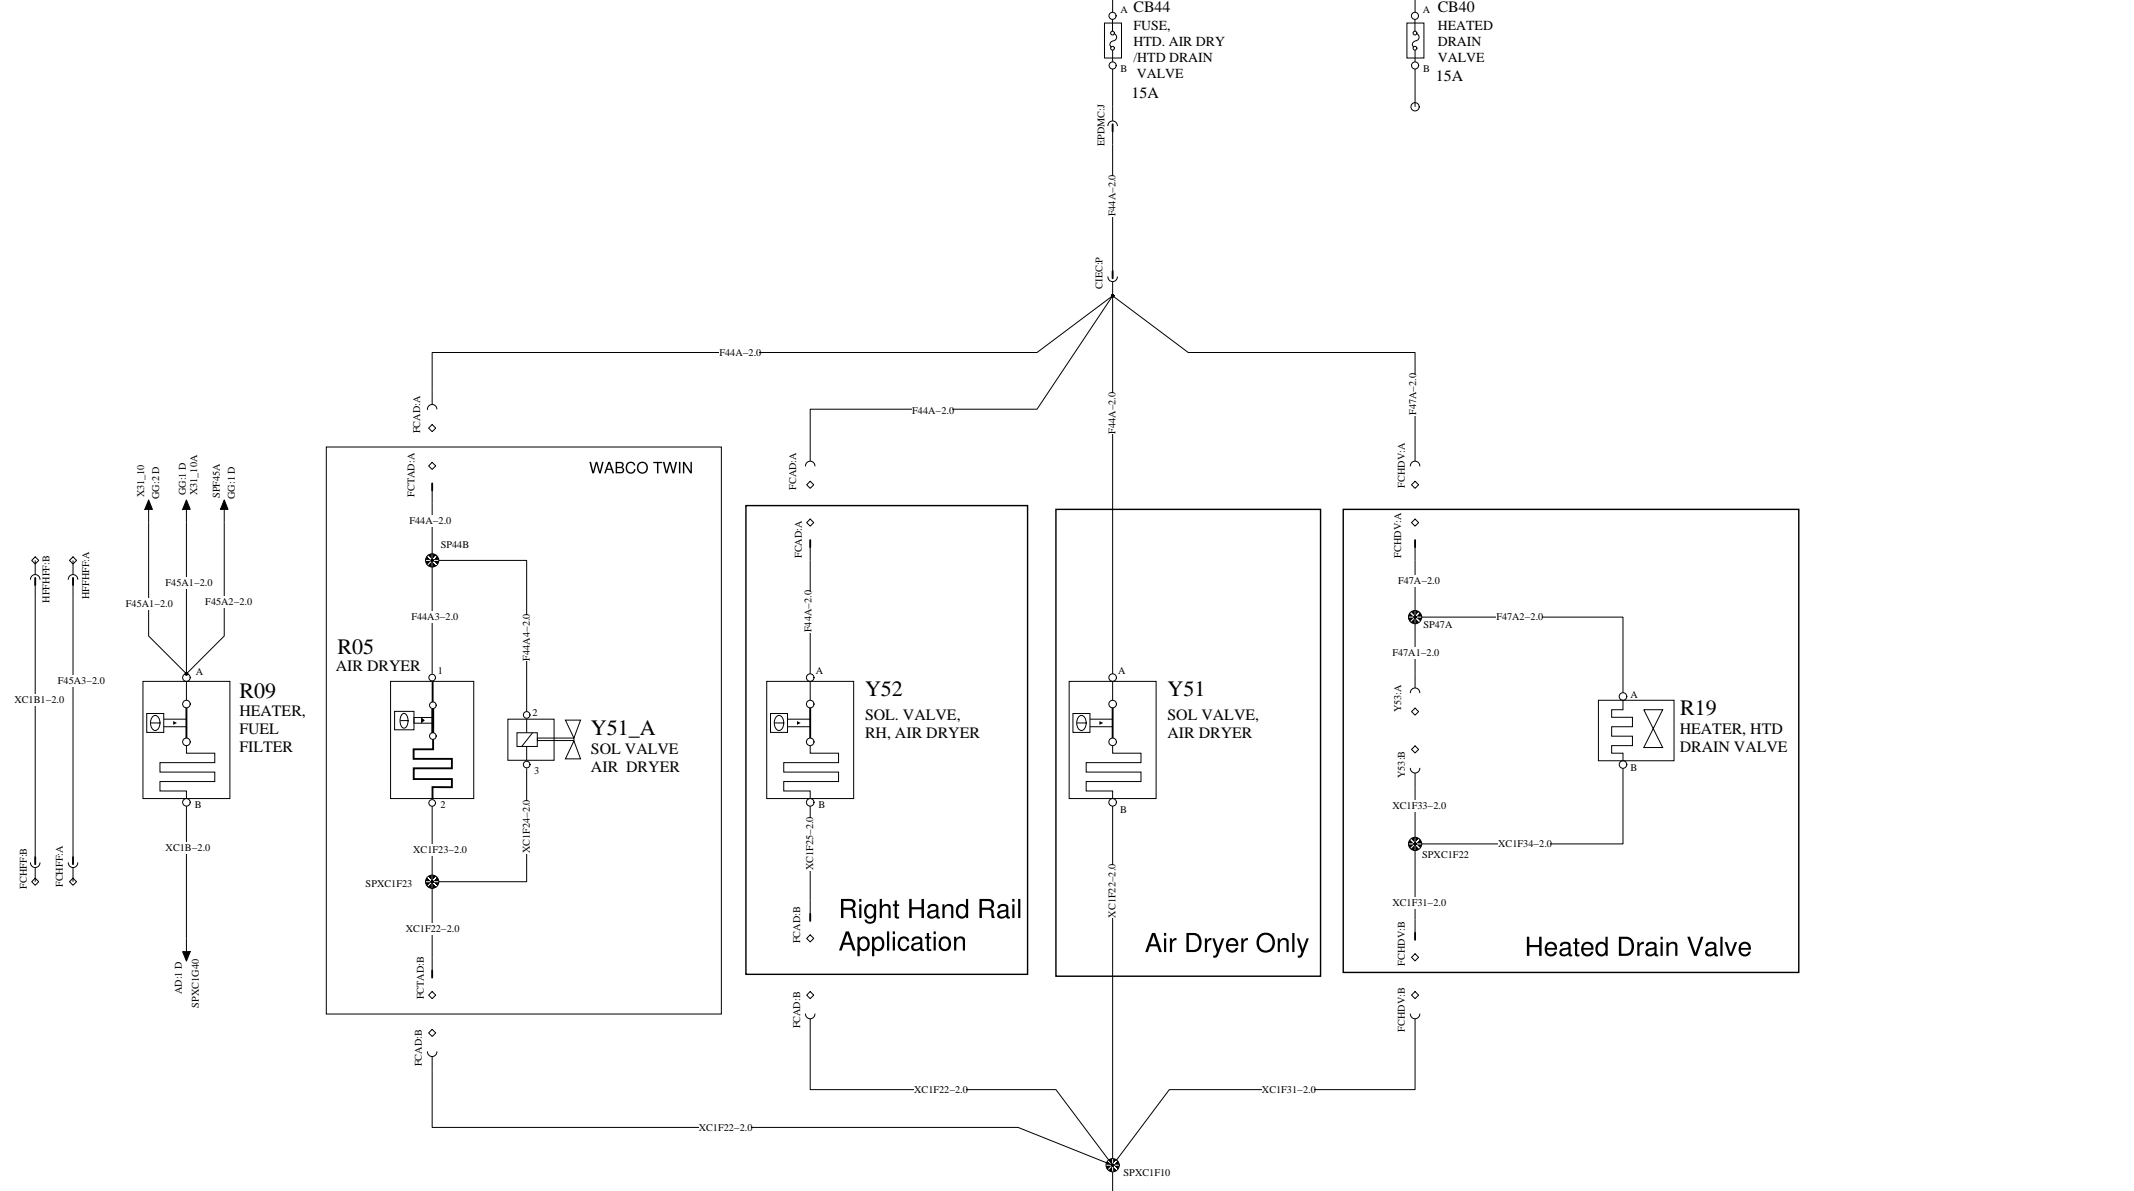 A CB44
FUSE,
HTD. AIR DRY
/HTD DRAIN
VALVE
B
15A
A CB40
HEATED
DRAIN
VALVE
B
15A
EPDMC:J
F44A-2.0
CIEC:P
F44A-2.0
F44A-2.0
F44A-2.0
F47A-2.0
FCAD:A
FCAD:A
FCHDV:A
X31_10
GG:2 D
GG:1 D
X31_10A
SPF45A
GG:1 D
HFFHFF:B
HFFHFF:A
F45A1-2.0
F45A1-2.0
F45A2-2.0
XC1B1-2.0
F45A3-2.0
FCHFF:B
FCHFF:A
A
R09
HEATER,
FUEL
FILTER
B
XC1B-2.0
AD:1 D
SPXC1G40
WABCO TWIN
FCTAD:A
F44A-2.0
SP44B
F44A3-2.0
F44A4-2.0
R05
AIR DRYER
1
2
2
3
Y51_A
SOL VALVE
AIR DRYER
XC1F23-2.0
XC1F24-2.0
SPXC1F23
XC1F22-2.0
FCTAD:B
FCAD:B
FCAD:A
F44A-2.0
A
Y52
SOL. VALVE,
RH, AIR DRYER
B
XC1F25-2.0
FCAD:B
Right Hand Rail
Application
FCAD:B
A
Y51
SOL VALVE,
AIR DRYER
B
XC1F22-2.0
Air Dryer Only
FCHDV:A
F47A-2.0
SP47A
F47A2-2.0
F47A1-2.0
Y53:A
A
R19
HEATER, HTD
DRAIN VALVE
B
Y53:B
XC1F33-2.0
XC1F34-2.0
SPXC1F22
XC1F31-2.0
FCHDV:B
Heated Drain Valve
FCHDV:B
XC1F22-2.0
XC1F31-2.0
XC1F22-2.0
SPXC1F10